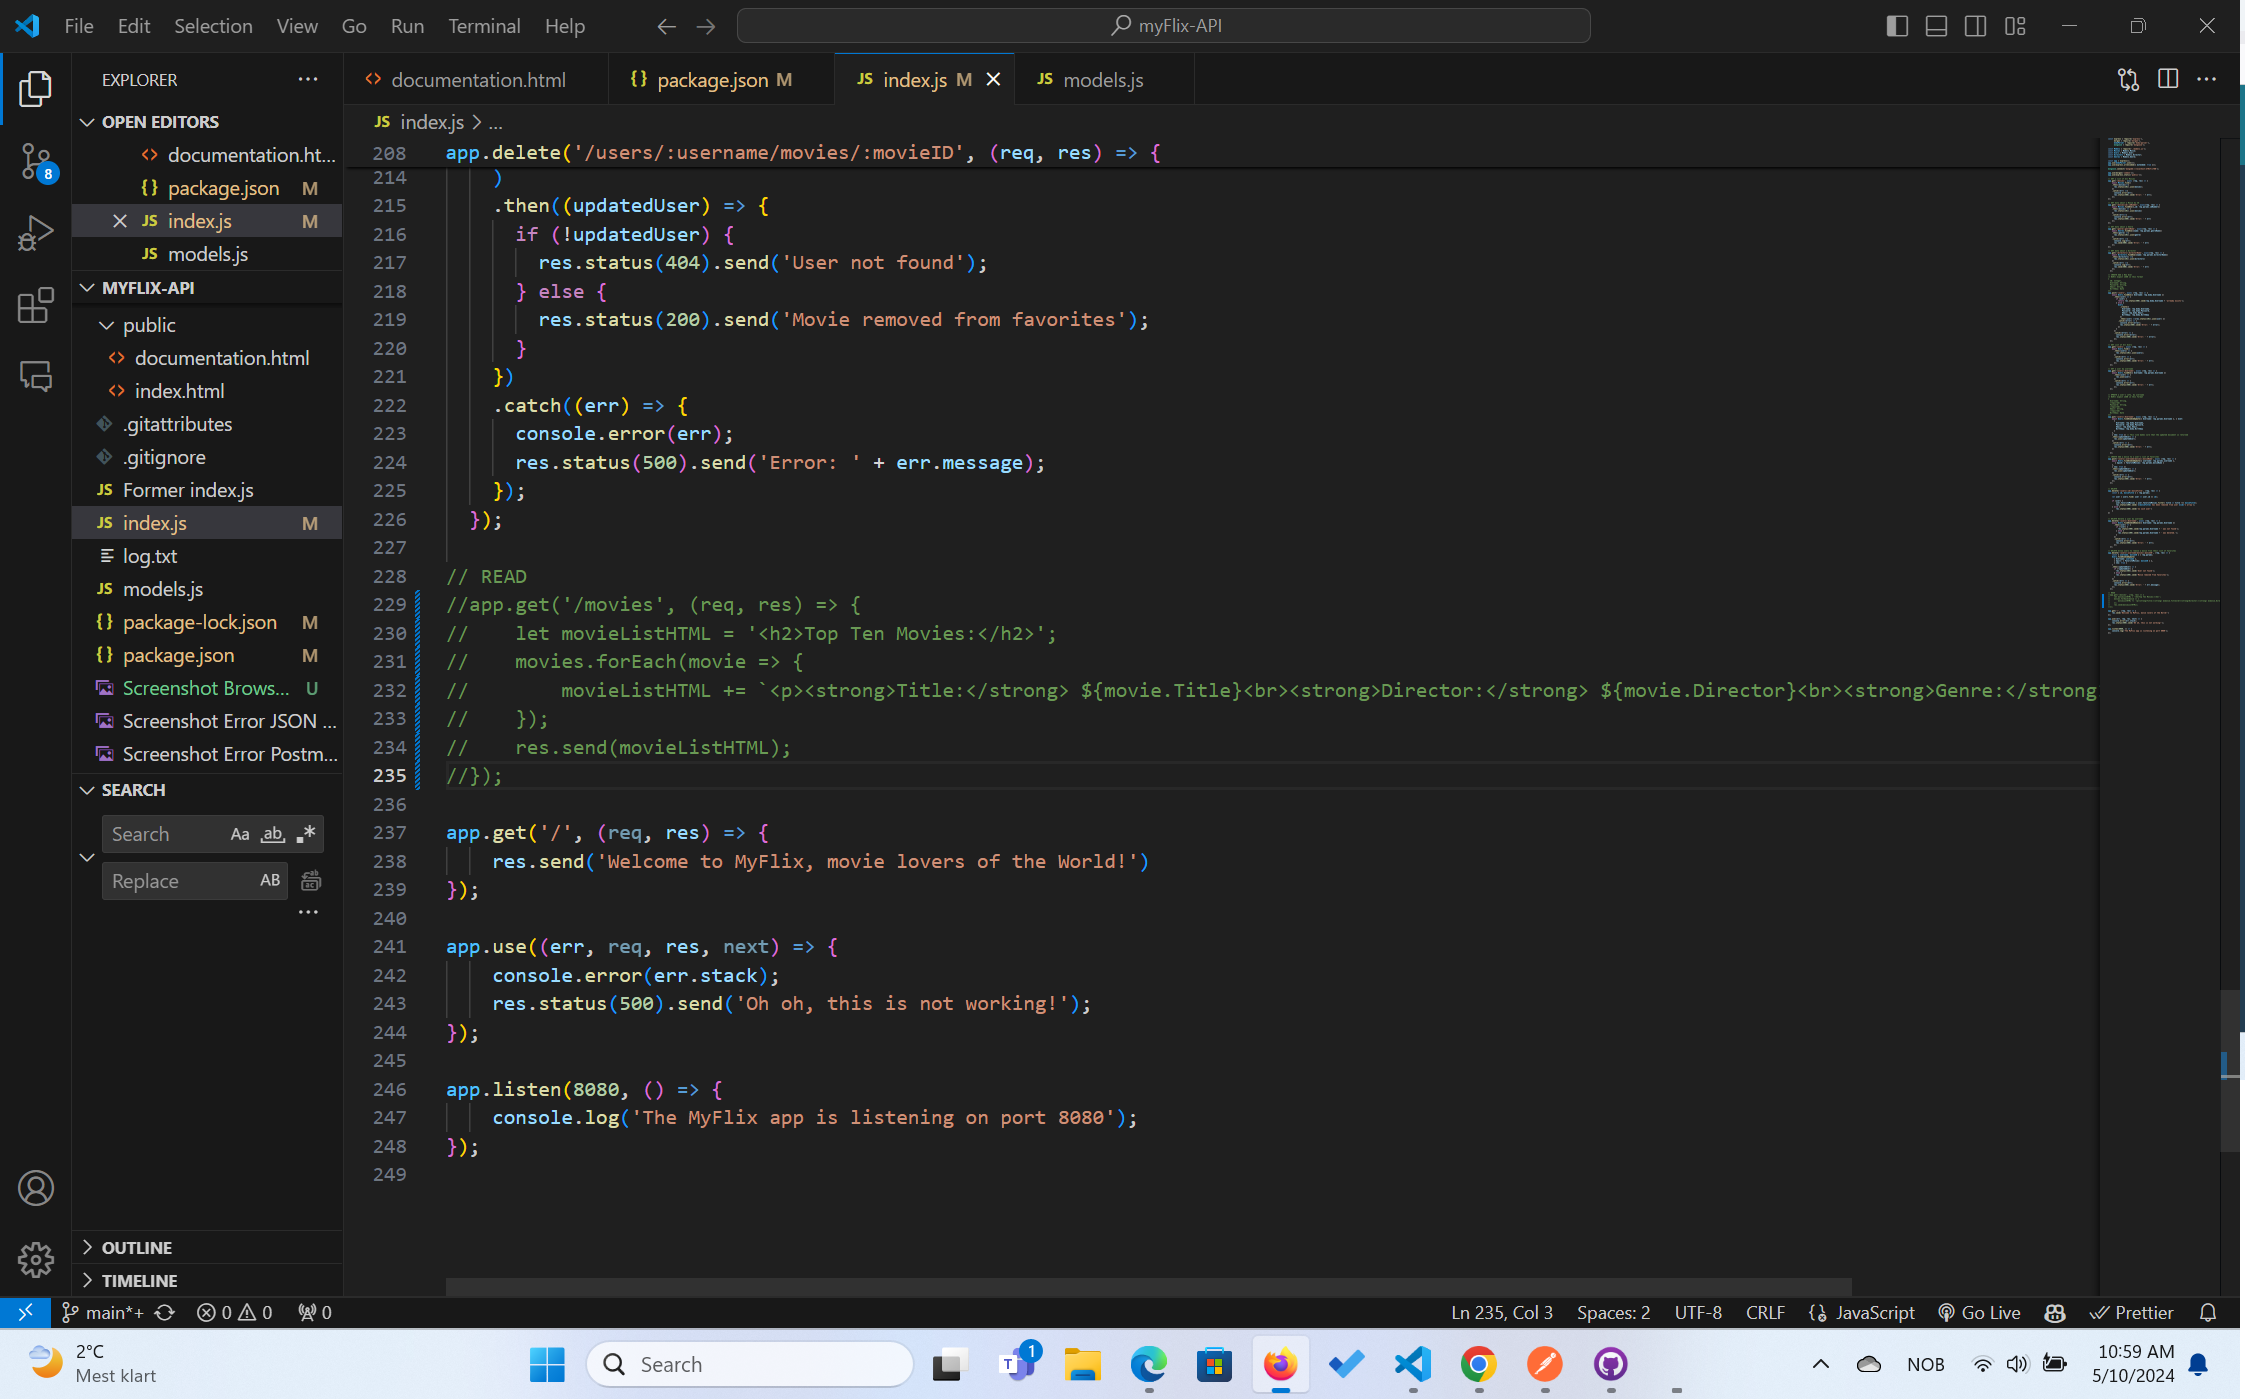 File Edit Selection View Go Run Terminal Help
myFlix-API
EXPLORER
OPEN EDITORS
documentation.ht...
package.json M
index.js M
models.js
MYFLIX-API
public
documentation.html
index.html
.gitattributes
.gitignore
Former index.js
index.js M
log.txt
models.js
package-lock.json M
package.json M
Screenshot Brows... U
Screenshot Error JSON ...
Screenshot Error Postm...
SEARCH
Search Aa ab .*
Replace AB
OUTLINE
TIMELINE
documentation.html
package.json M
JS index.js M
JS models.js
JS index.js > ...
208 app.delete('/users/:username/movies/:movieID', (req, res) => {
214 )
215 .then((updatedUser) => {
216 if (!updatedUser) {
217 res.status(404).send('User not found');
218 } else {
219 res.status(200).send('Movie removed from favorites');
220 }
221 })
222 .catch((err) => {
223 console.error(err);
224 res.status(500).send('Error: ' + err.message);
225 });
226 });
227
228 // READ
229 //app.get('/movies', (req, res) => {
230 //    let movieListHTML = '<h2>Top Ten Movies:</h2>';
231 //    movies.forEach(movie => {
232 //        movieListHTML += `<p><strong>Title:</strong> ${movie.Title}<br><strong>Director:</strong> ${movie.Director}<br><strong>Genre:</strong
233 //    });
234 //    res.send(movieListHTML);
235 //});
236
237 app.get('/', (req, res) => {
238 res.send('Welcome to MyFlix, movie lovers of the World!')
239 });
240
241 app.use((err, req, res, next) => {
242 console.error(err.stack);
243 res.status(500).send('Oh oh, this is not working!');
244 });
245
246 app.listen(8080, () => {
247 console.log('The MyFlix app is listening on port 8080');
248 });
249
8
main*+ 0 0 0
Ln 235, Col 3 Spaces: 2 UTF-8 CRLF JavaScript Go Live Prettier
2°C
Mest klart
Search
T 1
NOB
10:59 AM
5/10/2024